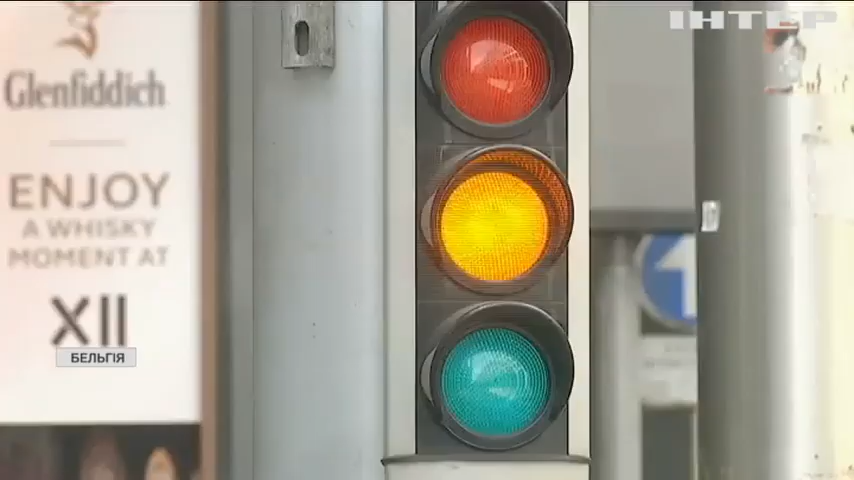 ІНТЕР
Glenfiddich
ENJOY
A WHISKY
MOMENT AT
XII
БЕЛЬГІЯ